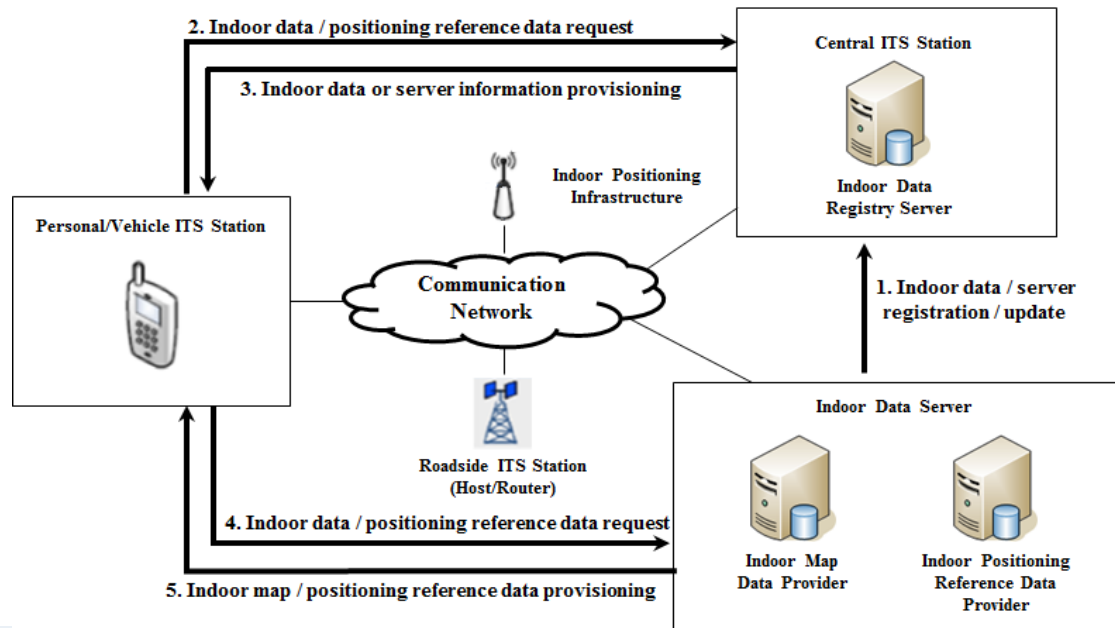 2. Indoor data / positioning reference data request
Central ITS Station
3. Indoor data or server information provisioning
Indoor Positioning
Infrastructure
Indoor Data
Registry Server
Personal/Vehicle ITS Station
Communication
Network
1. Indoor data / server
registration / update
Indoor Data Server
Roadside ITS Station
(Host/Router)
4. Indoor data / positioning reference data request
Indoor Map
Data Provider
Indoor Positioning
Reference Data
Provider
5. Indoor map / positioning reference data provisioning